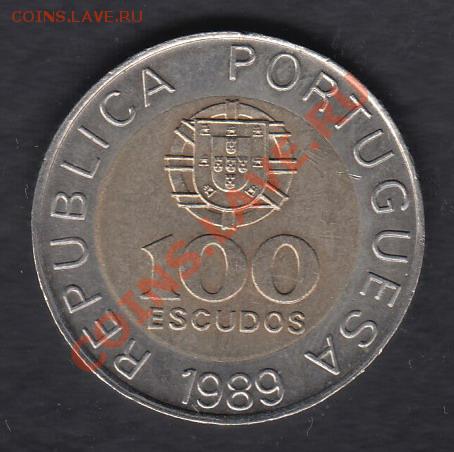 COINS.LAVE.RU
REPUBLICA PORTUGUESA
100
ESCUDOS
1989
COINS.LAVE.RU